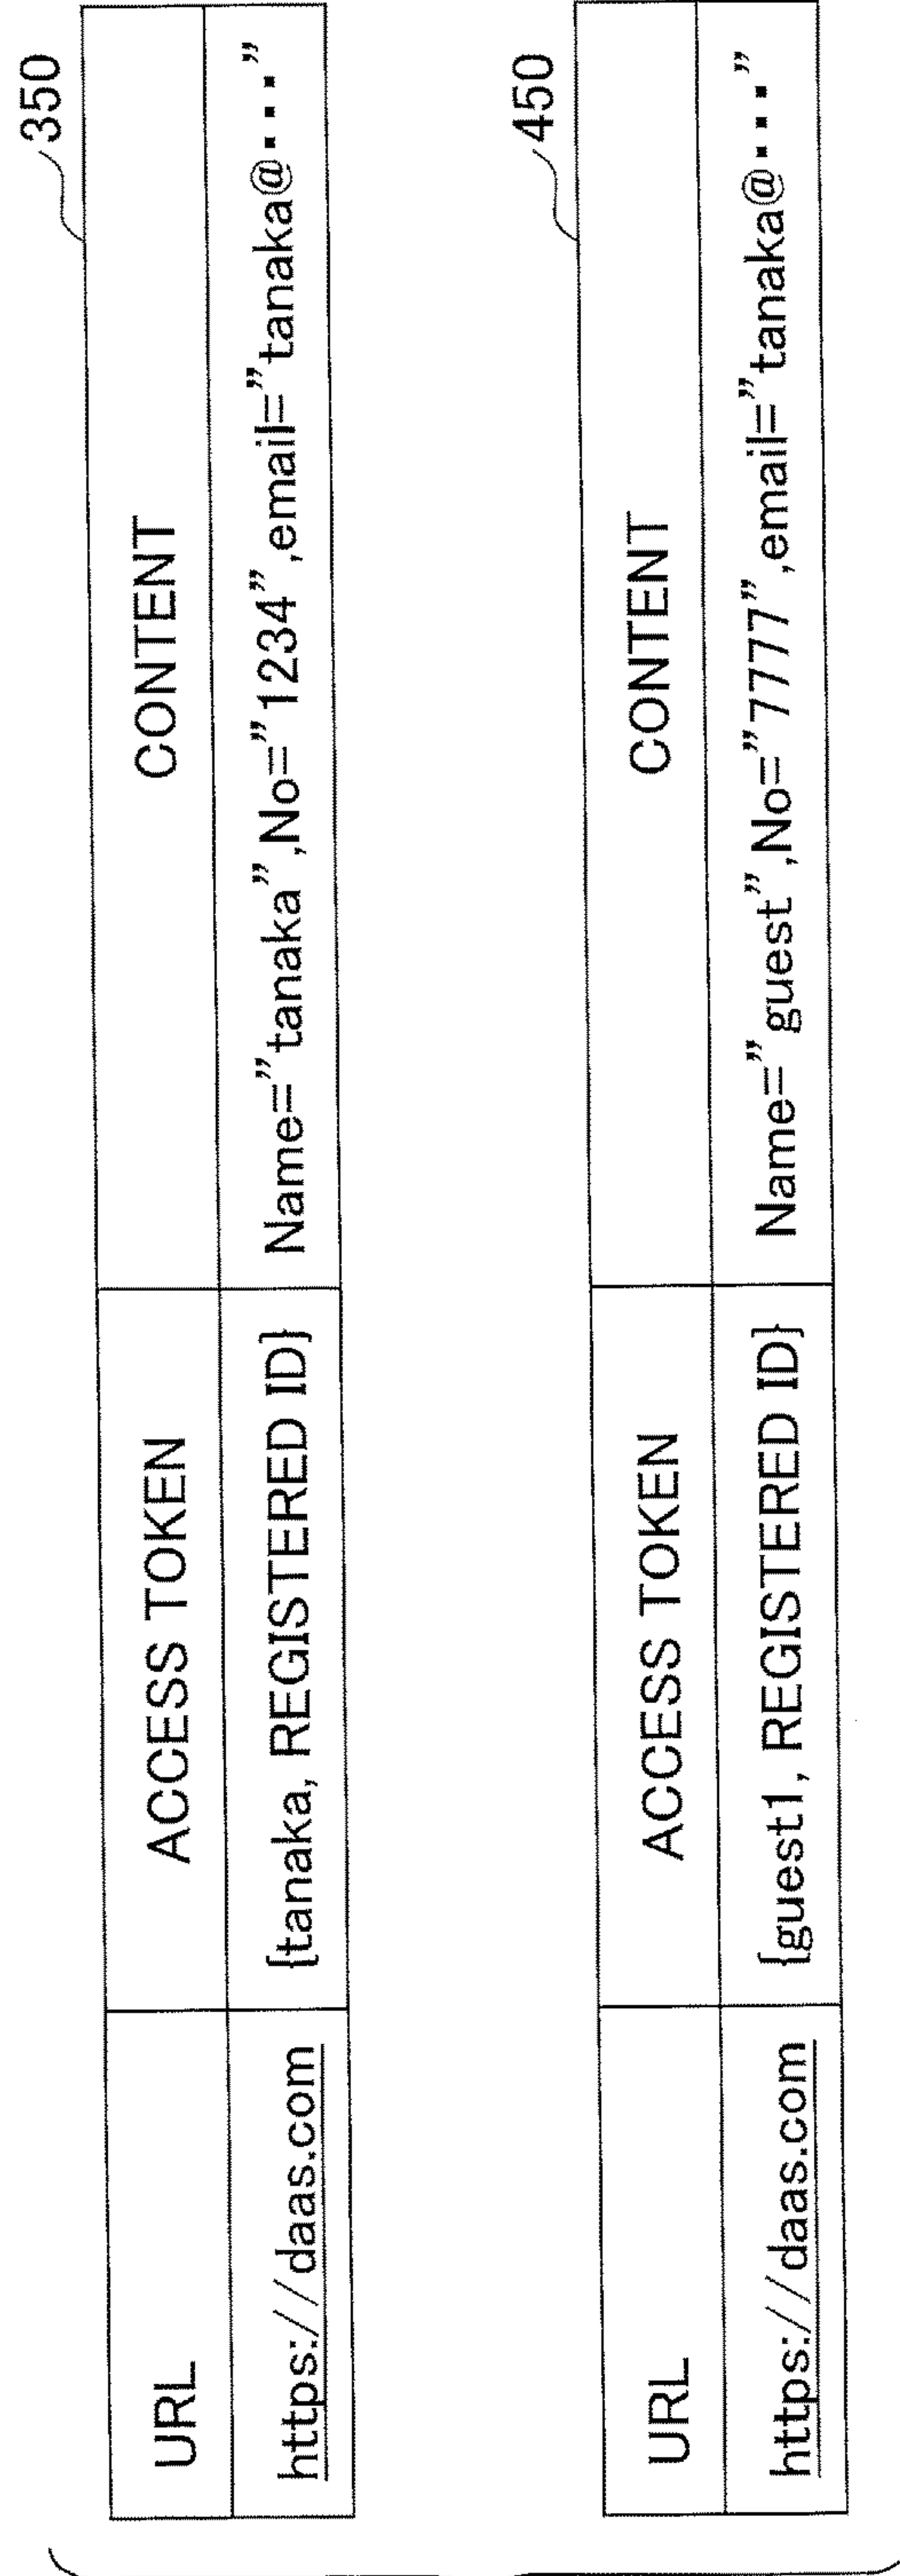 350
URL ACCESS TOKEN CONTENT
https://daas.com {tanaka, REGISTERED ID} Name=”tanaka”,No=”1234”,email=”tanaka@・・・”
450
URL ACCESS TOKEN CONTENT
https://daas.com {guest1, REGISTERED ID} Name=”guest”,No=”7777”,email=”tanaka@・・・”